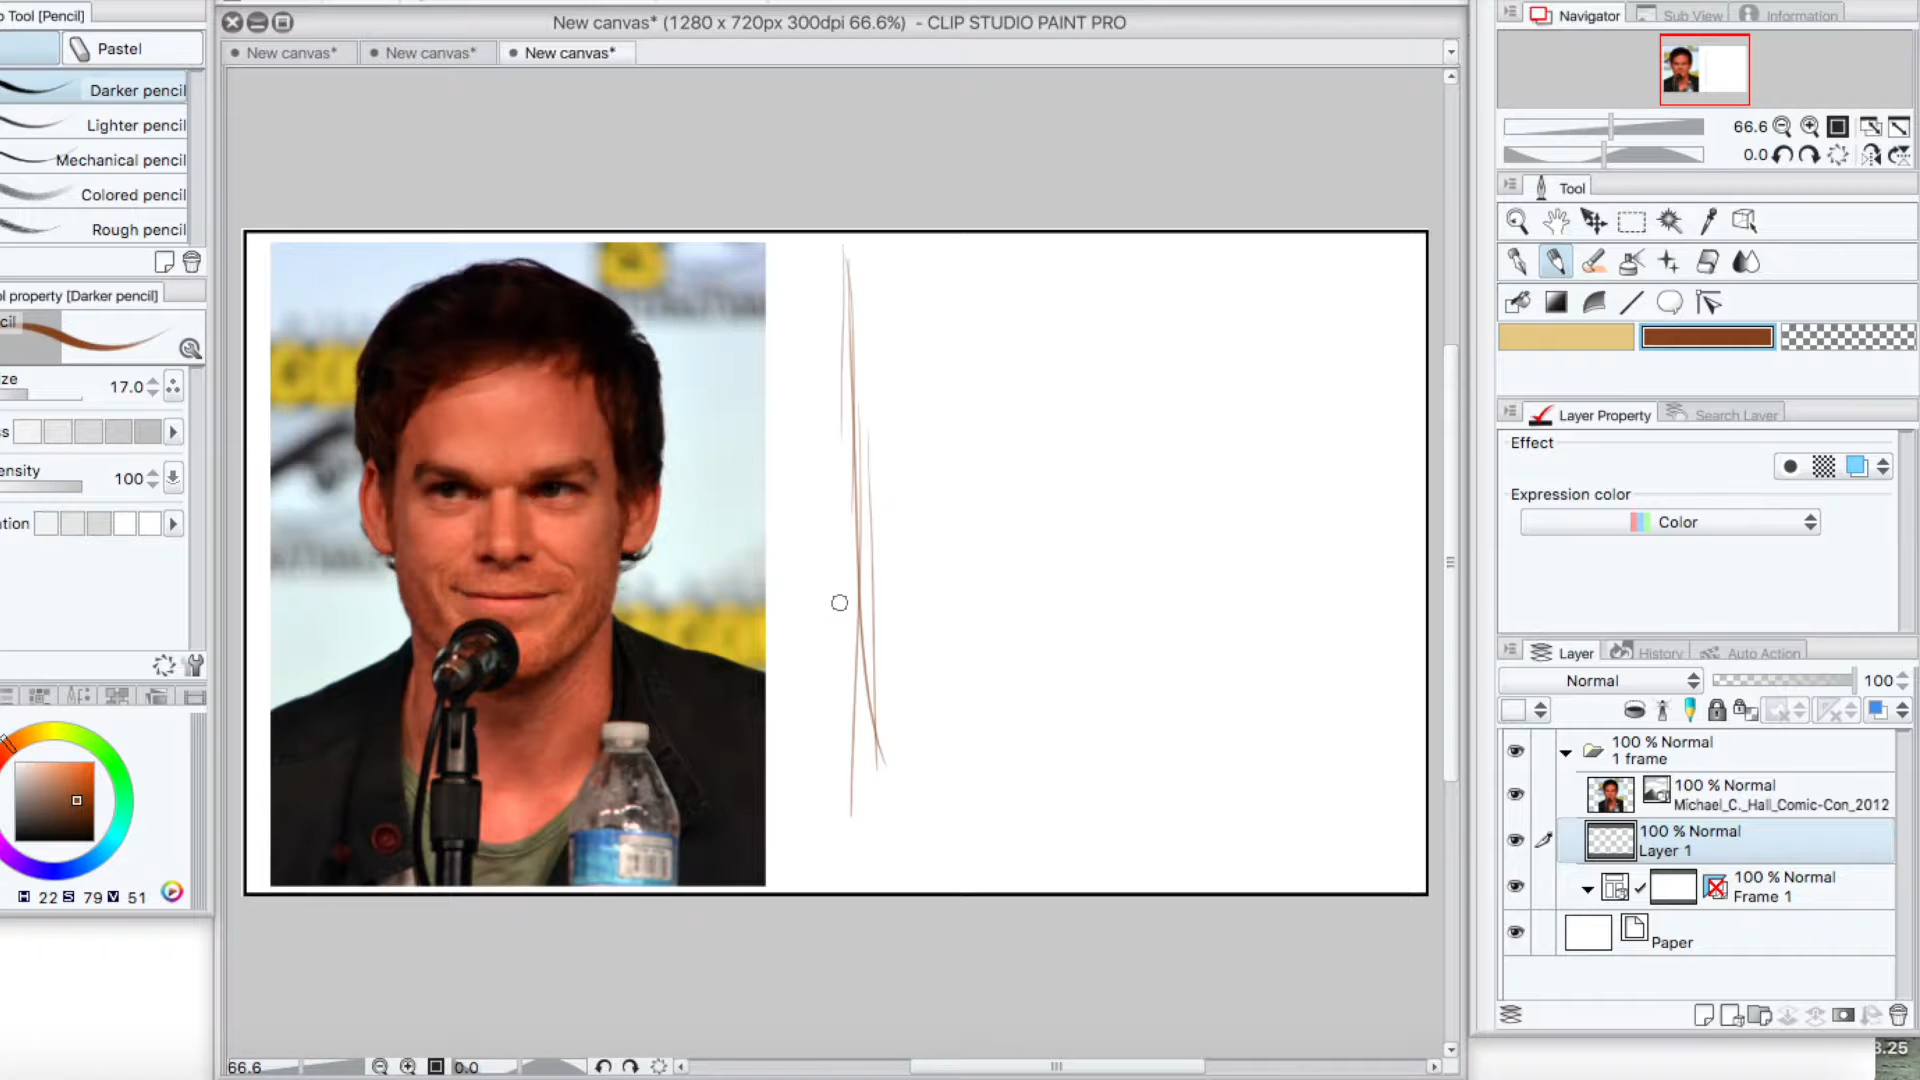 Tool [Pencil]
Pastel
Darker pencil
Lighter pencil
Mechanical pencil
Colored pencil
Rough pencil
l property [Darker pencil]
cil
ze 17.0
s
ensity 100
tion
H 22 S 79 V 51
New canvas* (1280 x 720px 300dpi 66.6%) - CLIP STUDIO PAINT PRO
New canvas* New canvas* New canvas*
66.6 0.0
Navigator Sub View Information
66.6
0.0
Tool
Layer Property Search Layer
Effect
Expression color
Color
Layer History Auto Action
Normal 100
100 % Normal
1 frame
100 % Normal
Michael_C._Hall_Comic-Con_2012
100 % Normal
Layer 1
100 % Normal
Frame 1
Paper
3.25